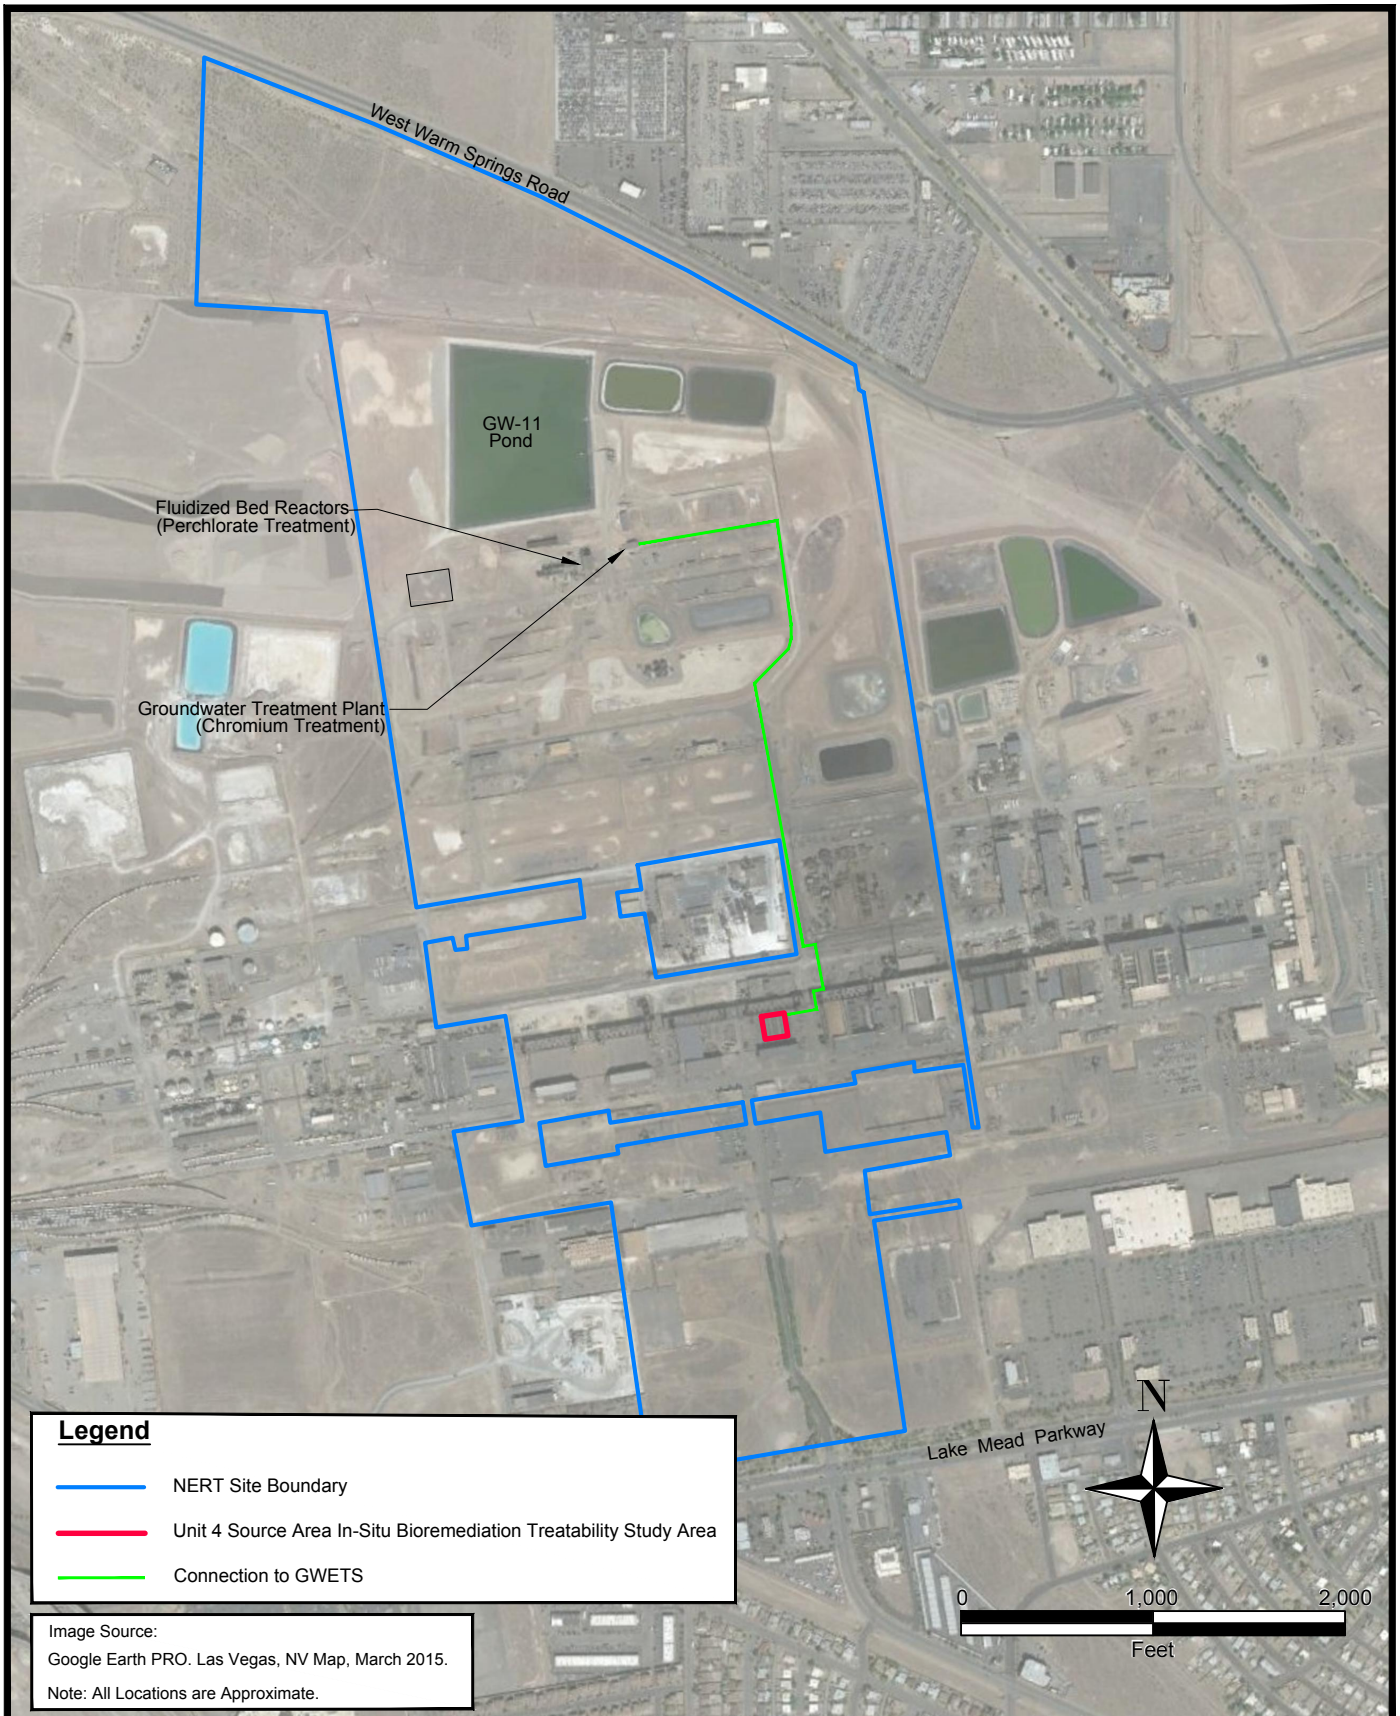 West Warm Springs Road
GW-11
Pond
Fluidized Bed Reactors
(Perchlorate Treatment)
Groundwater Treatment Plant
(Chromium Treatment)
Lake Mead Parkway
N
0 1,000 2,000
Feet
Legend
NERT Site Boundary
Unit 4 Source Area In-Situ Bioremediation Treatability Study Area
Connection to GWETS
Image Source:
Google Earth PRO. Las Vegas, NV Map, March 2015.
Note: All Locations are Approximate.